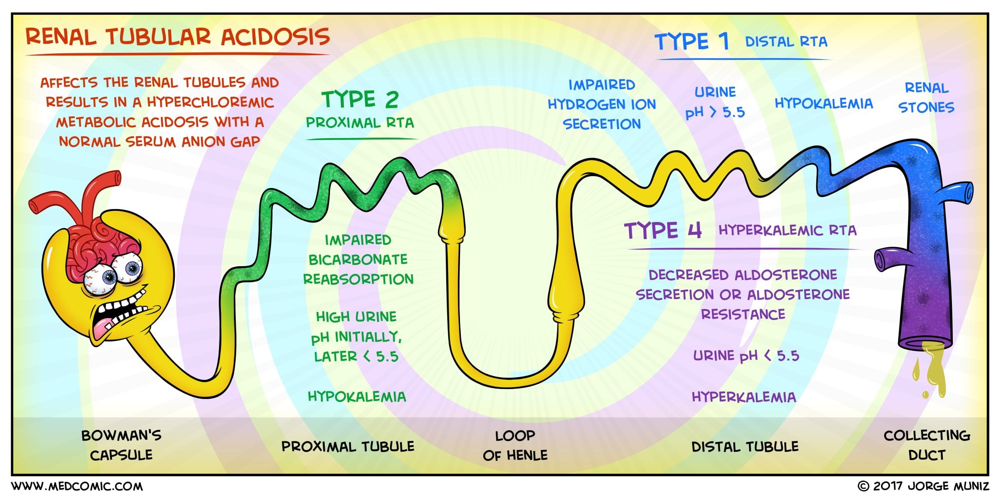 RENAL TUBULAR ACIDOSIS
AFFECTS THE RENAL TUBULES AND
RESULTS IN A HYPERCHLOREMIC
METABOLIC ACIDOSIS WITH A
NORMAL SERUM ANION GAP
TYPE 2
PROXIMAL RTA
IMPAIRED
BICARBONATE
REABSORPTION
HIGH URINE
pH INITIALLY,
LATER < 5.5
HYPOKALEMIA
TYPE 1 DISTAL RTA
IMPAIRED
HYDROGEN ION
SECRETION
URINE
pH > 5.5
HYPOKALEMIA
RENAL
STONES
TYPE 4 HYPERKALEMIC RTA
DECREASED ALDOSTERONE
SECRETION OR ALDOSTERONE
RESISTANCE
URINE pH < 5.5
HYPERKALEMIA
BOWMAN'S
CAPSULE
PROXIMAL TUBULE
LOOP
OF HENLE
DISTAL TUBULE
COLLECTING
DUCT
WWW.MEDCOMIC.COM
© 2017 JORGE MUNIZ